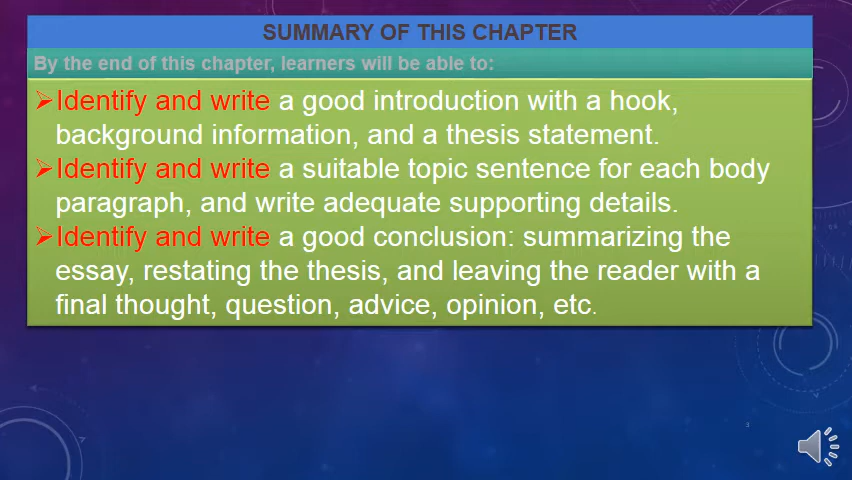 SUMMARY OF THIS CHAPTER
By the end of this chapter, learners will be able to:
➢Identify and write a good introduction with a hook,
background information, and a thesis statement.
➢Identify and write a suitable topic sentence for each body
paragraph, and write adequate supporting details.
➢Identify and write a good conclusion: summarizing the
essay, restating the thesis, and leaving the reader with a
final thought, question, advice, opinion, etc.